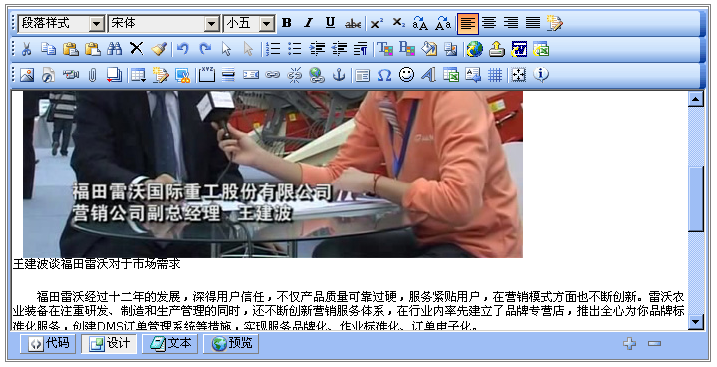 段落样式 宋体 小五 B I U abc
福田雷沃国际重工股份有限公司
营销公司副总经理 王建波
王建波谈福田雷沃对于市场需求
福田雷沃经过十二年的发展，深得用户信任，不仅产品质量可靠过硬，服务紧贴用户，在营销模式方面也不断创新。雷沃农
业装备在注重研发、制造和生产管理的同时，还不断创新营销服务体系，在行业内率先建立了品牌专营店，推出全心为你品牌标
准化服务，创建DMS订单管理系统等措施，实现服务品牌化、作业标准化、订单电子化。
代码 设计 文本 预览